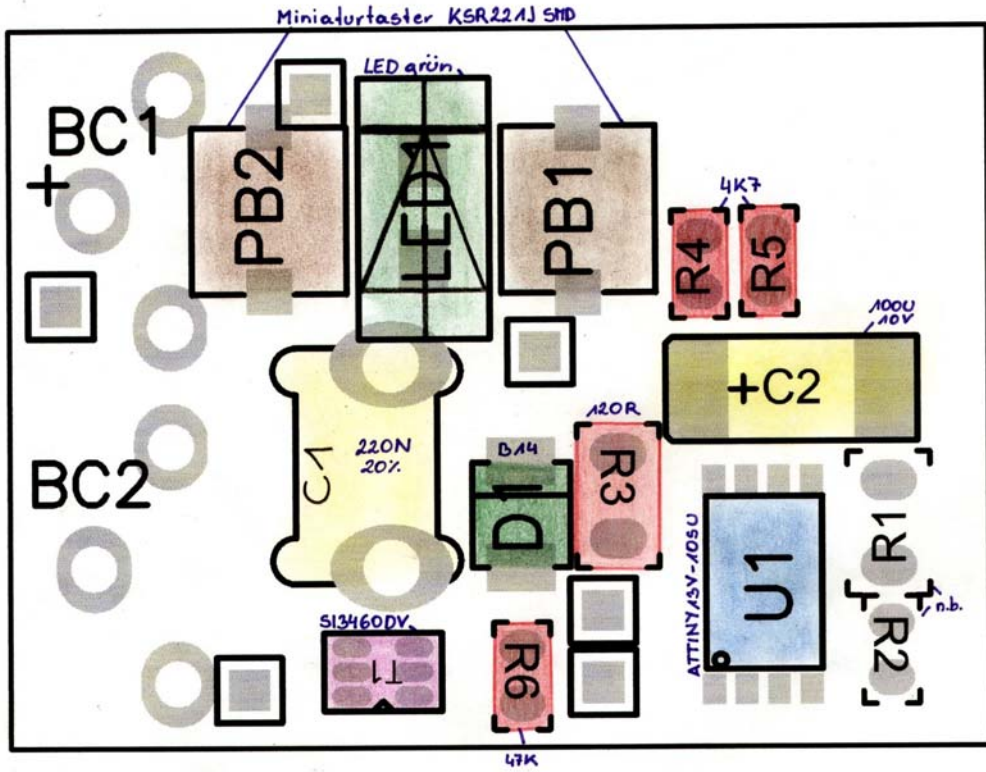 Miniaturtaster KSR221J SMD
LED grün
BC1
+
PB2
LED1
PB1
4K7
R4
R5
100U
10V
+C2
120R
C1
220N
20%
B14
BC2
D1
R3
U1
R1
ATTINY13V-10SU
n.b.
SI3460DV
T1
R6
R2
47K